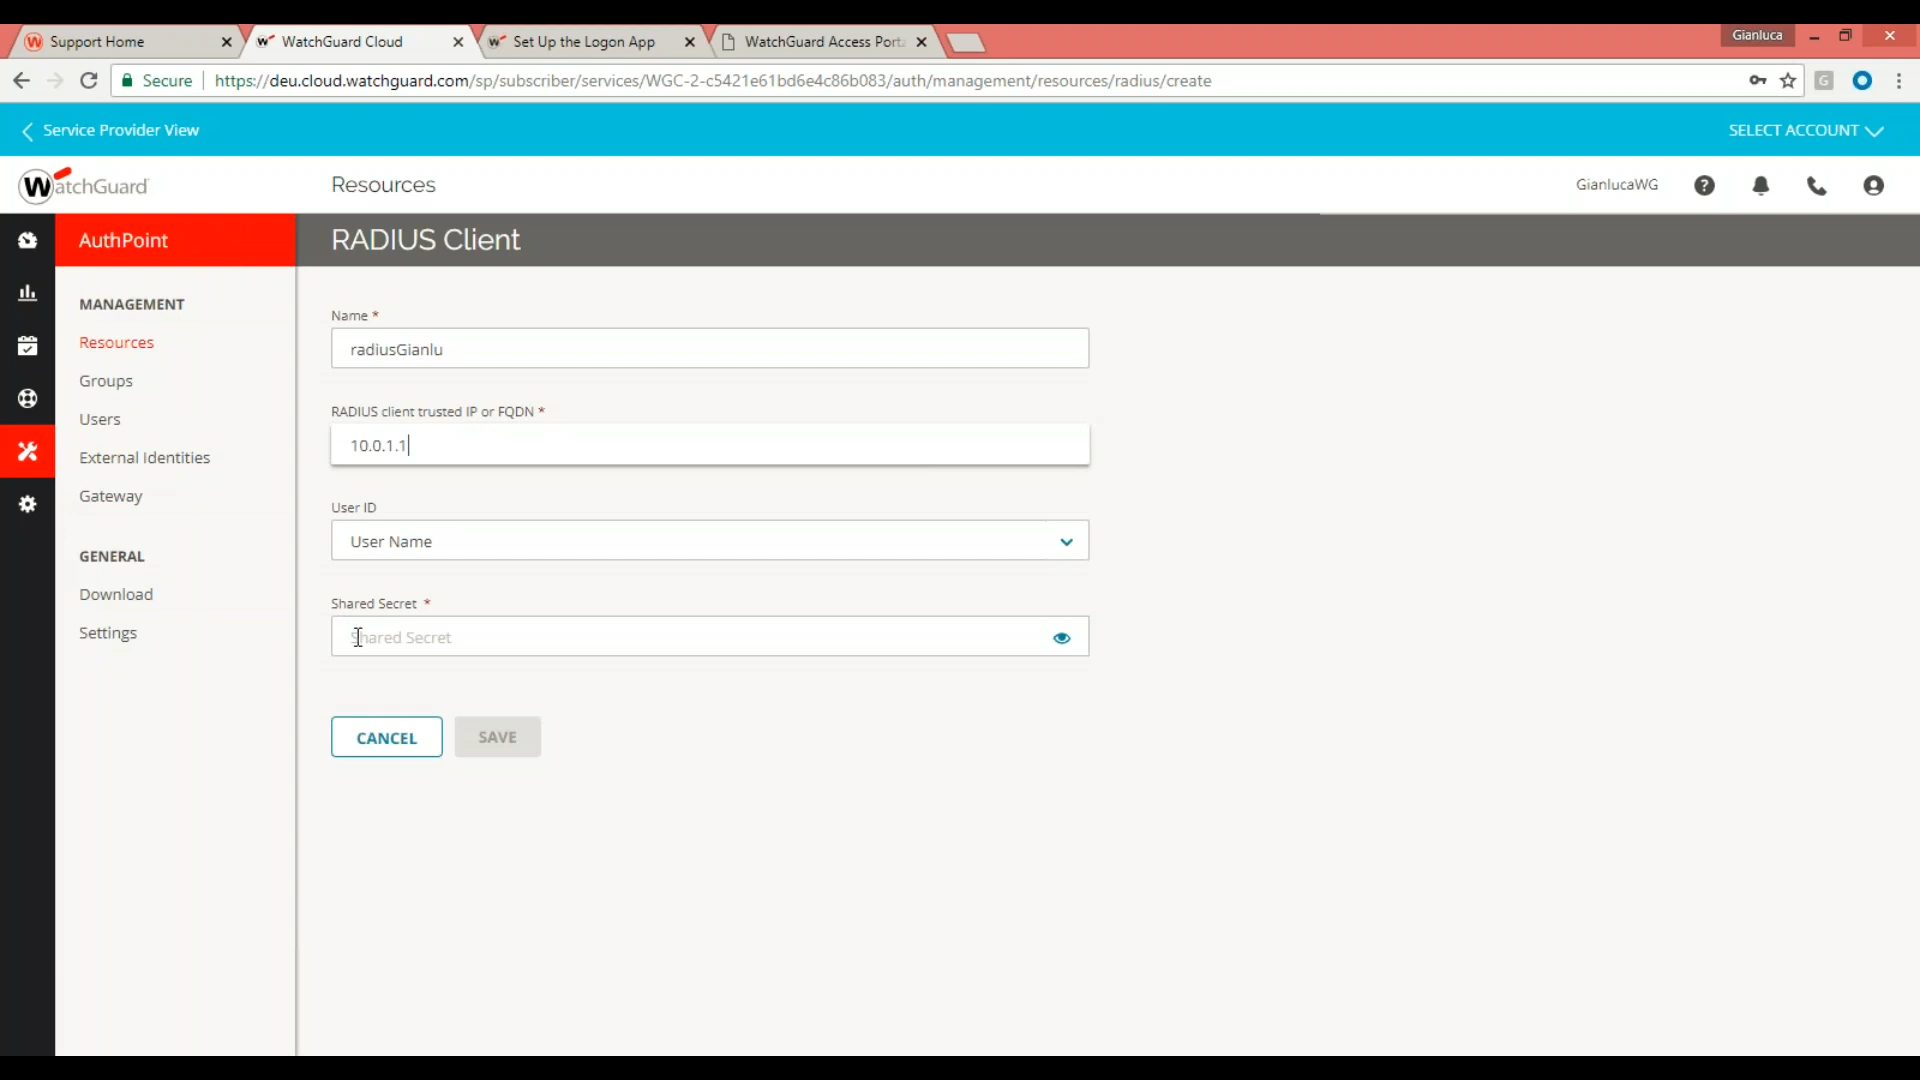 Support Home
WatchGuard Cloud
Set Up the Logon App
WatchGuard Access Port
Gianluca
Secure
https://deu.cloud.watchguard.com/sp/subscriber/services/WGC-2-c5421e61bd6e4c86b083/auth/management/resources/radius/create
G
Service Provider View
SELECT ACCOUNT
WatchGuard
Resources
GianlucaWG
AuthPoint
RADIUS Client
MANAGEMENT
Resources
Groups
Users
External Identities
Gateway
GENERAL
Download
Settings
Name *
radiusGianlu
RADIUS client trusted IP or FQDN *
10.0.1.1
User ID
User Name
Shared Secret *
Shared Secret
CANCEL
SAVE